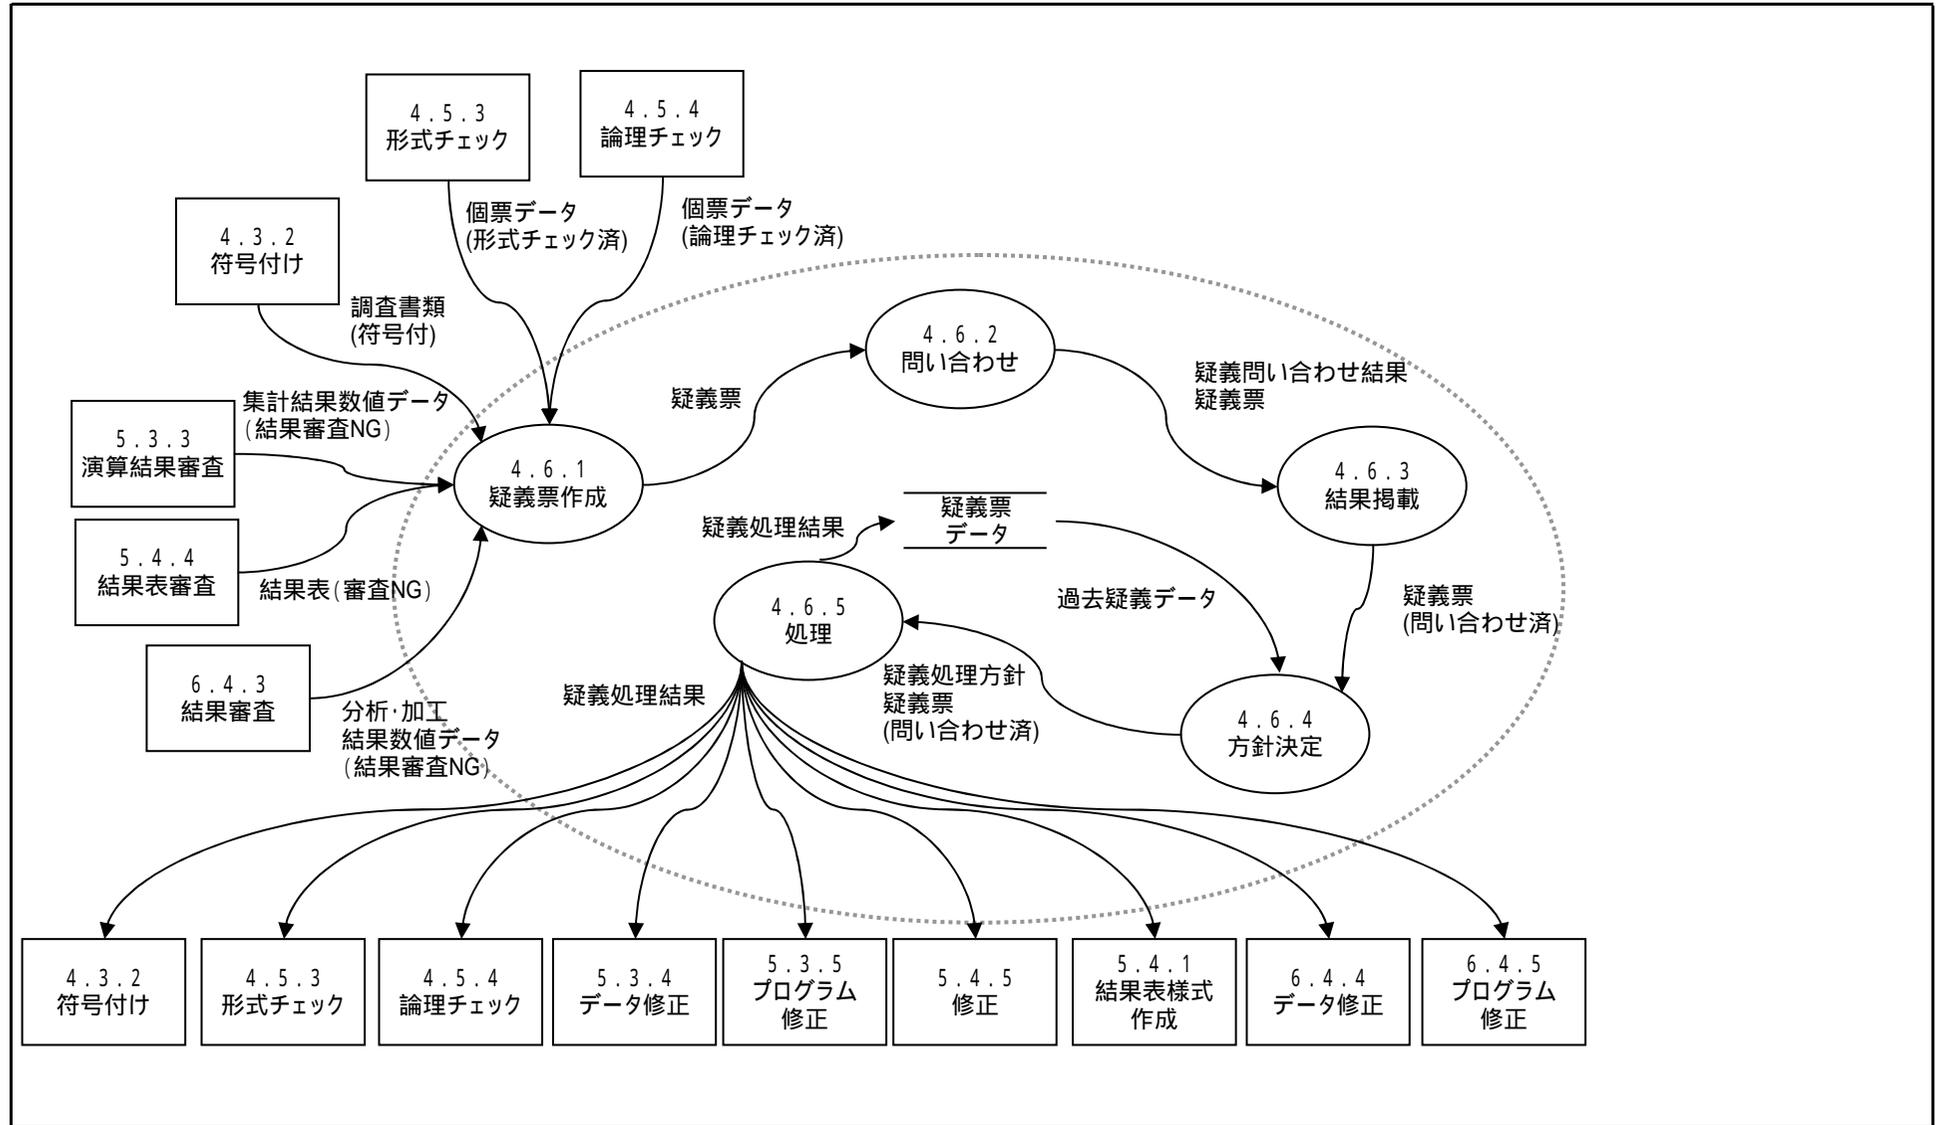 4.5.3
形式チェック
4.5.4
論理チェック
個票データ
(形式チェック済)
個票データ
(論理チェック済)
4.3.2
符号付け
調査書類
(符号付)
4.6.2
問い合わせ
疑義問い合わせ結果
疑義票
疑義票
集計結果数値データ
(結果審査NG)
5.3.3
演算結果審査
4.6.1
疑義票作成
4.6.3
結果掲載
疑義処理結果
疑義票
データ
5.4.4
結果表審査
結果表(審査NG)
過去疑義データ
疑義票
(問い合わせ済)
4.6.5
処理
6.4.3
結果審査
分析・加工
結果数値データ
(結果審査NG)
疑義処理結果
疑義処理方針
疑義票
(問い合わせ済)
4.6.4
方針決定
4.3.2
符号付け
4.5.3
形式チェック
4.5.4
論理チェック
5.3.4
データ修正
5.3.5
プログラム
修正
5.4.5
修正
5.4.1
結果表様式
作成
6.4.4
データ修正
6.4.5
プログラム
修正